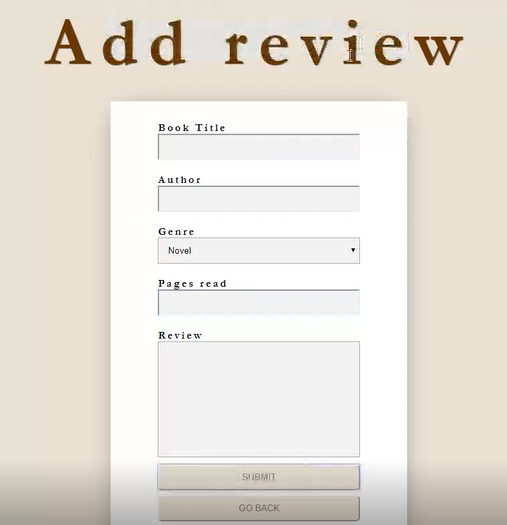 Add review
Book Title
Author
Genre
Novel
Pages read
Review
SUBMIT
GO BACK